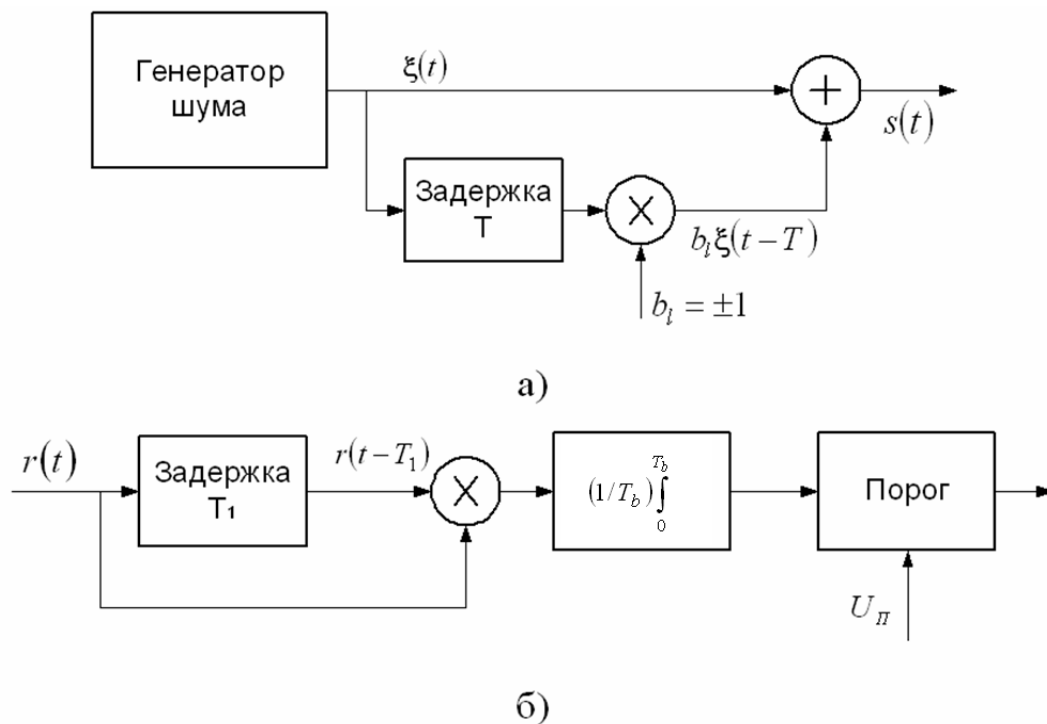 Генератор
шума
ξ(t)
+
s(t)
Задержка
T
×
b_l ξ(t − T)
b_l = ±1
а)
r(t)
Задержка
T₁
r(t − T₁)
×
(1/T_b) ∫₀^{T_b}
Порог
U_П
б)